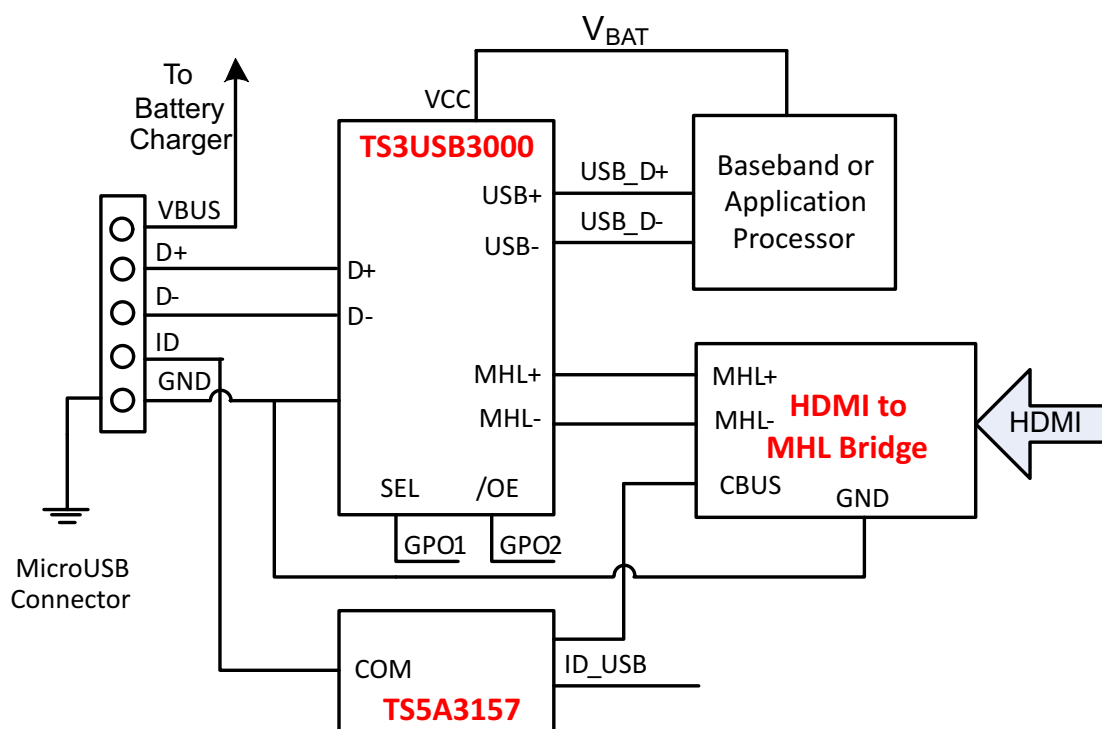 V_BAT
To
Battery
Charger
VCC
TS3USB3000
USB+
USB-
USB_D+
USB_D-
Baseband or
Application
Processor
VBUS
D+
D-
ID
GND
D+
D-
MHL+
MHL-
MHL+
MHL-
HDMI to
MHL Bridge
CBUS
GND
HDMI
SEL
/OE
GPO1
GPO2
MicroUSB
Connector
COM
TS5A3157
ID_USB